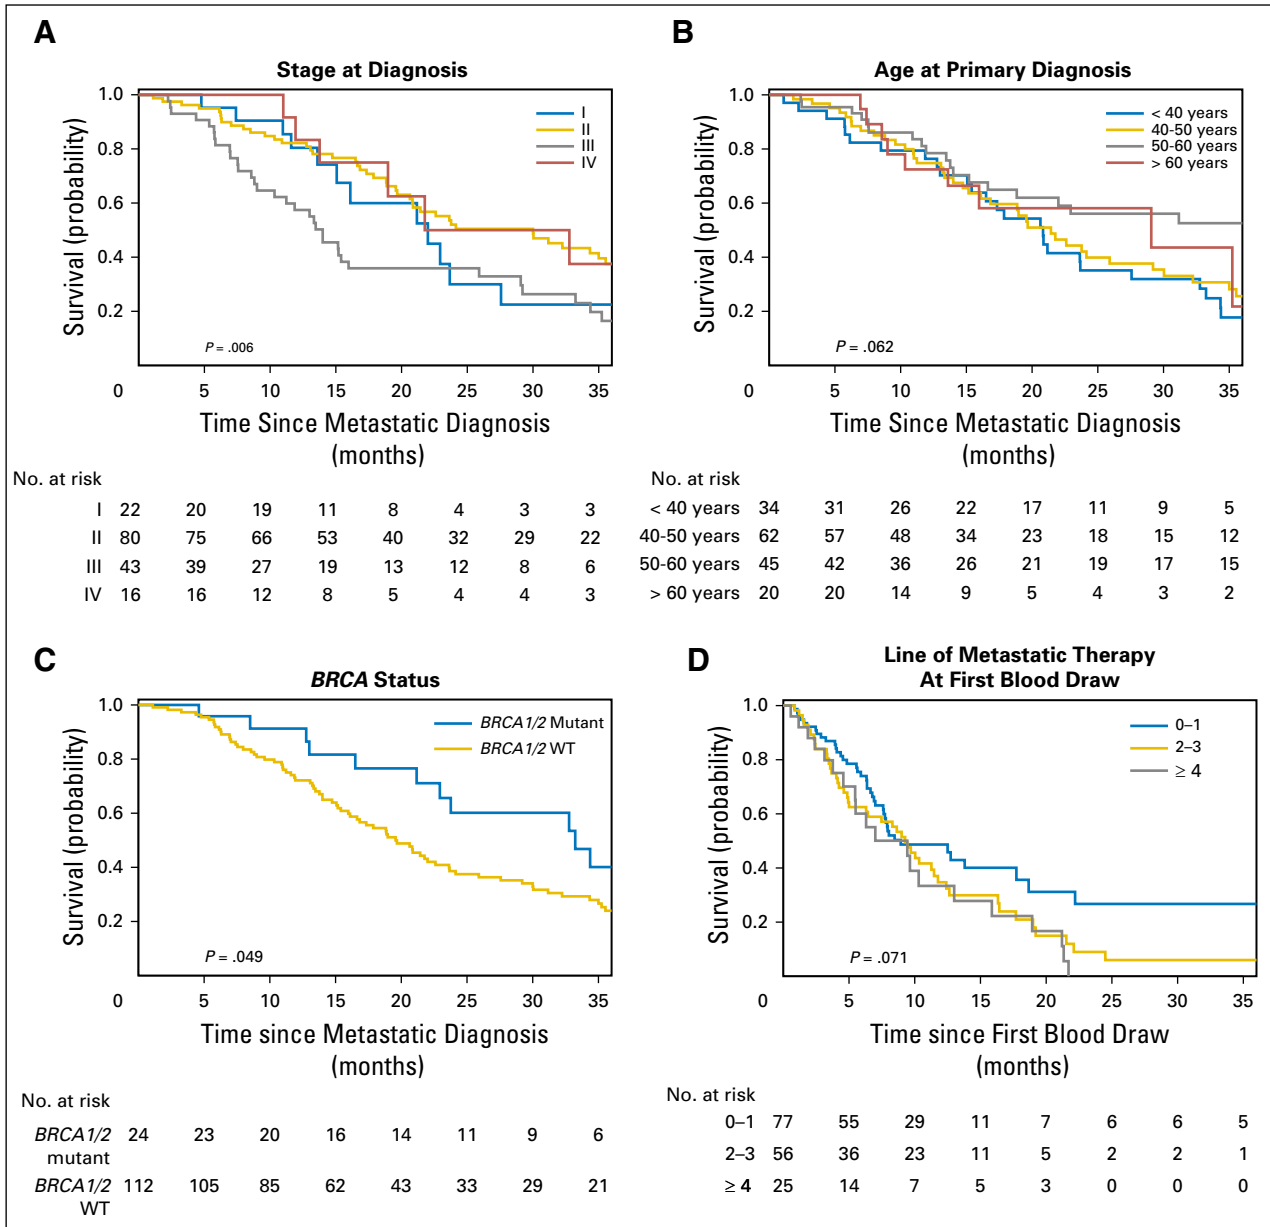 A
Stage at Diagnosis
1.0
0.8
0.6
0.4
0.2
Survival (probability)
I
II
III
IV
P = .006
0 5 10 15 20 25 30 35
Time Since Metastatic Diagnosis
(months)
No. at risk
I 22 20 19 11 8 4 3 3
II 80 75 66 53 40 32 29 22
III 43 39 27 19 13 12 8 6
IV 16 16 12 8 5 4 4 3
B
Age at Primary Diagnosis
1.0
0.8
0.6
0.4
0.2
Survival (probability)
< 40 years
40-50 years
50-60 years
> 60 years
P = .062
0 5 10 15 20 25 30 35
Time Since Metastatic Diagnosis
(months)
No. at risk
< 40 years 34 31 26 22 17 11 9 5
40-50 years 62 57 48 34 23 18 15 12
50-60 years 45 42 36 26 21 19 17 15
> 60 years 20 20 14 9 5 4 3 2
C
BRCA Status
1.0
0.8
0.6
0.4
0.2
Survival (probability)
BRCA1/2 Mutant
BRCA1/2 WT
P = .049
0 5 10 15 20 25 30 35
Time since Metastatic Diagnosis
(months)
No. at risk
BRCA1/2 24 23 20 16 14 11 9 6
mutant
BRCA1/2 112 105 85 62 43 33 29 21
WT
D
Line of Metastatic Therapy
At First Blood Draw
1.0
0.8
0.6
0.4
0.2
Survival (probability)
0–1
2–3
≥ 4
P = .071
0 5 10 15 20 25 30 35
Time since First Blood Draw
(months)
No. at risk
0–1 77 55 29 11 7 6 6 5
2–3 56 36 23 11 5 2 2 1
≥ 4 25 14 7 5 3 0 0 0